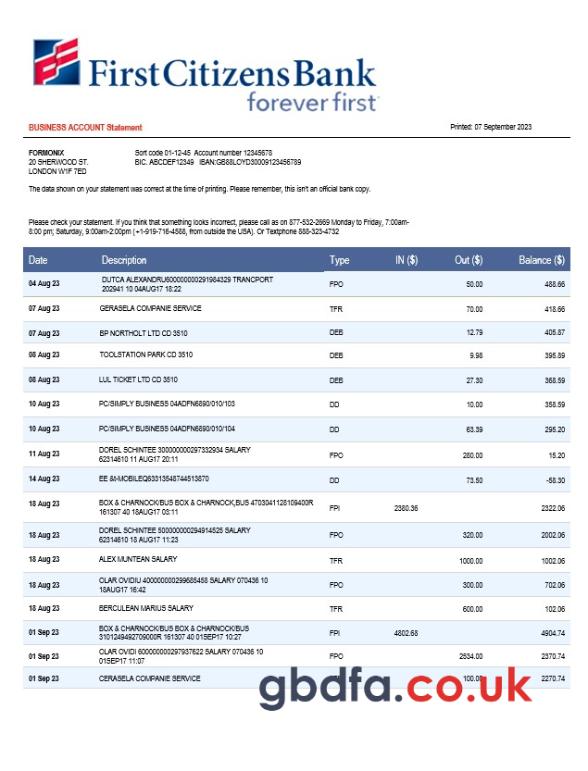 First Citizens Bank
forever first
BUSINESS ACCOUNT Statement
Printed: 07 September 2023
FORMONIX
Sort code 01-12-45 Account number 12345678
20 SHERWOOD ST.
BIC. ABCDEF12349 IBAN:GB88LOYD30009123456789
LONDON W1F 7ED
The data shown on your statement was correct at the time of printing. Please remember, this isn't an official bank copy.
Please check your statement. If you think that something looks incorrect, please call as on 877-532-2669 Monday to Friday, 7:00am-
8:00 pm; Saturday, 9:00am-2:00pm (+1-919-716-4588, from outside the USA). Or Textphone 888-323-4732
Date Description Type IN ($) Out ($) Balance ($)
04 Aug 23 DUTCA ALEXANDRU600000000291984329 TRANCPORT FPO 50.00 488.66
202941 10 04AUG17 18:22
07 Aug 23 GERASELA COMPANIE SERVICE TFR 70.00 418.66
07 Aug 23 BP NORTHOLT LTD CD 3510 DEB 12.79 405.87
08 Aug 23 TOOLSTATION PARK CD 3510 DEB 9.98 395.89
08 Aug 23 LUL TICKET LTD CD 3510 DEB 27.30 368.59
10 Aug 23 PC/SIMPLY BUSINESS 04ADFN6890/010/103 DD 10.00 358.59
10 Aug 23 PC/SIMPLY BUSINESS 04ADFN6890/010/104 DD 63.39 295.20
11 Aug 23 DOREL SCHINTEE 300000000297332934 SALARY FPO 280.00 15.20
62314610 11 AUG17 20:11
14 Aug 23 EE &t-MOBILEQ63313548744513870 DD 73.50 -58.30
18 Aug 23 BOX & CHARNOCK/BUS BOX & CHARNOCK,BUS 4703041128109400R FPI 2380.36 2322.06
161307 40 18AUG17 03:11
18 Aug 23 DOREL SCHINTEE 500000000294914525 SALARY FPO 320.00 2002.06
62314610 18 AUG17 11:23
18 Aug 23 ALEX MUNTEAN SALARY TFR 1000.00 1002.06
18 Aug 23 OLAR OVIDIU 400000000299685458 SALARY 070436 10 FPO 300.00 702.06
18AUG17 16:42
18 Aug 23 BERCULEAN MARIUS SALARY TFR 600.00 102.06
01 Sep 23 BOX & CHARNOCK/BUS BOX & CHARNOCK/BUS FPI 4802.68 4904.74
3101249492709000R 161307 40 01SEP17 10:27
01 Sep 23 OLAR OVIDI 600000000297937622 SALARY 070436 10 FPO 2534.00 2370.74
01SEP17 11:07
01 Sep 23 CERASELA COMPANIE SERVICE 100.00 2270.74
gbdfa.co.uk